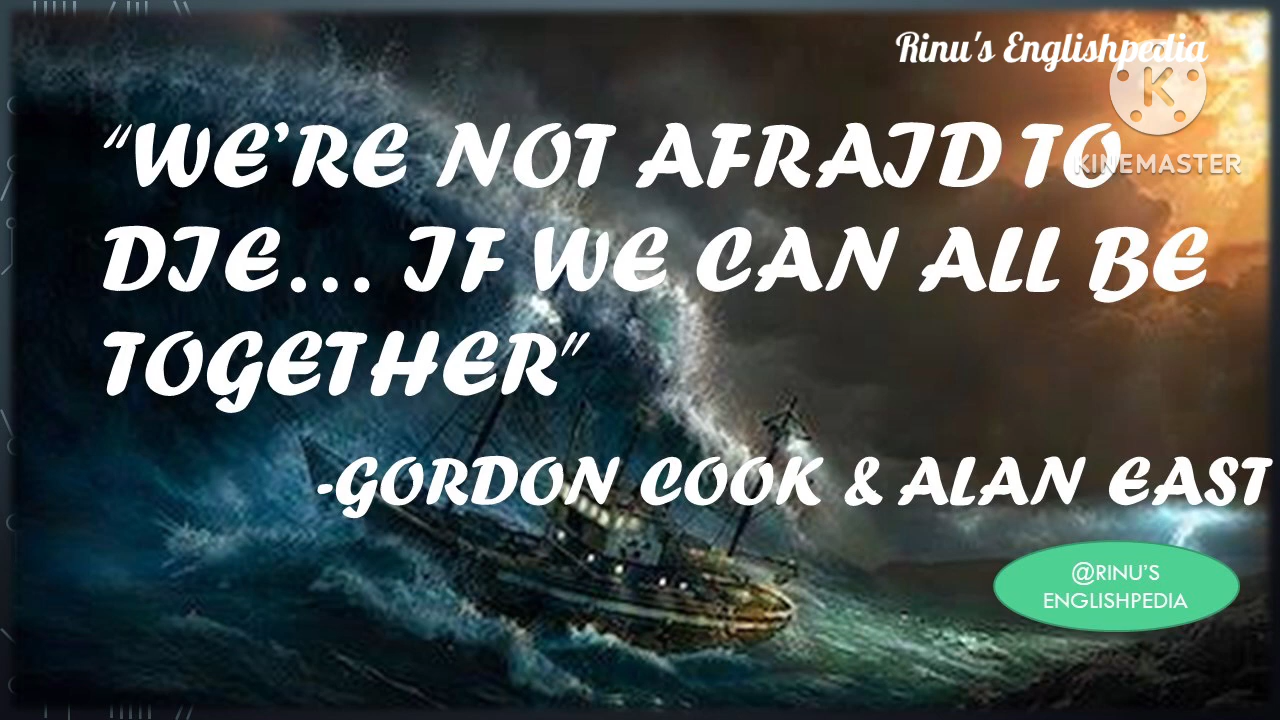 Rinu's Englishpedia
K
KINEMASTER
"WE'RE NOT AFRAID TO
DIE... IF WE CAN ALL BE
TOGETHER"
-GORDON COOK & ALAN EAST
@RINU'S
ENGLISHPEDIA